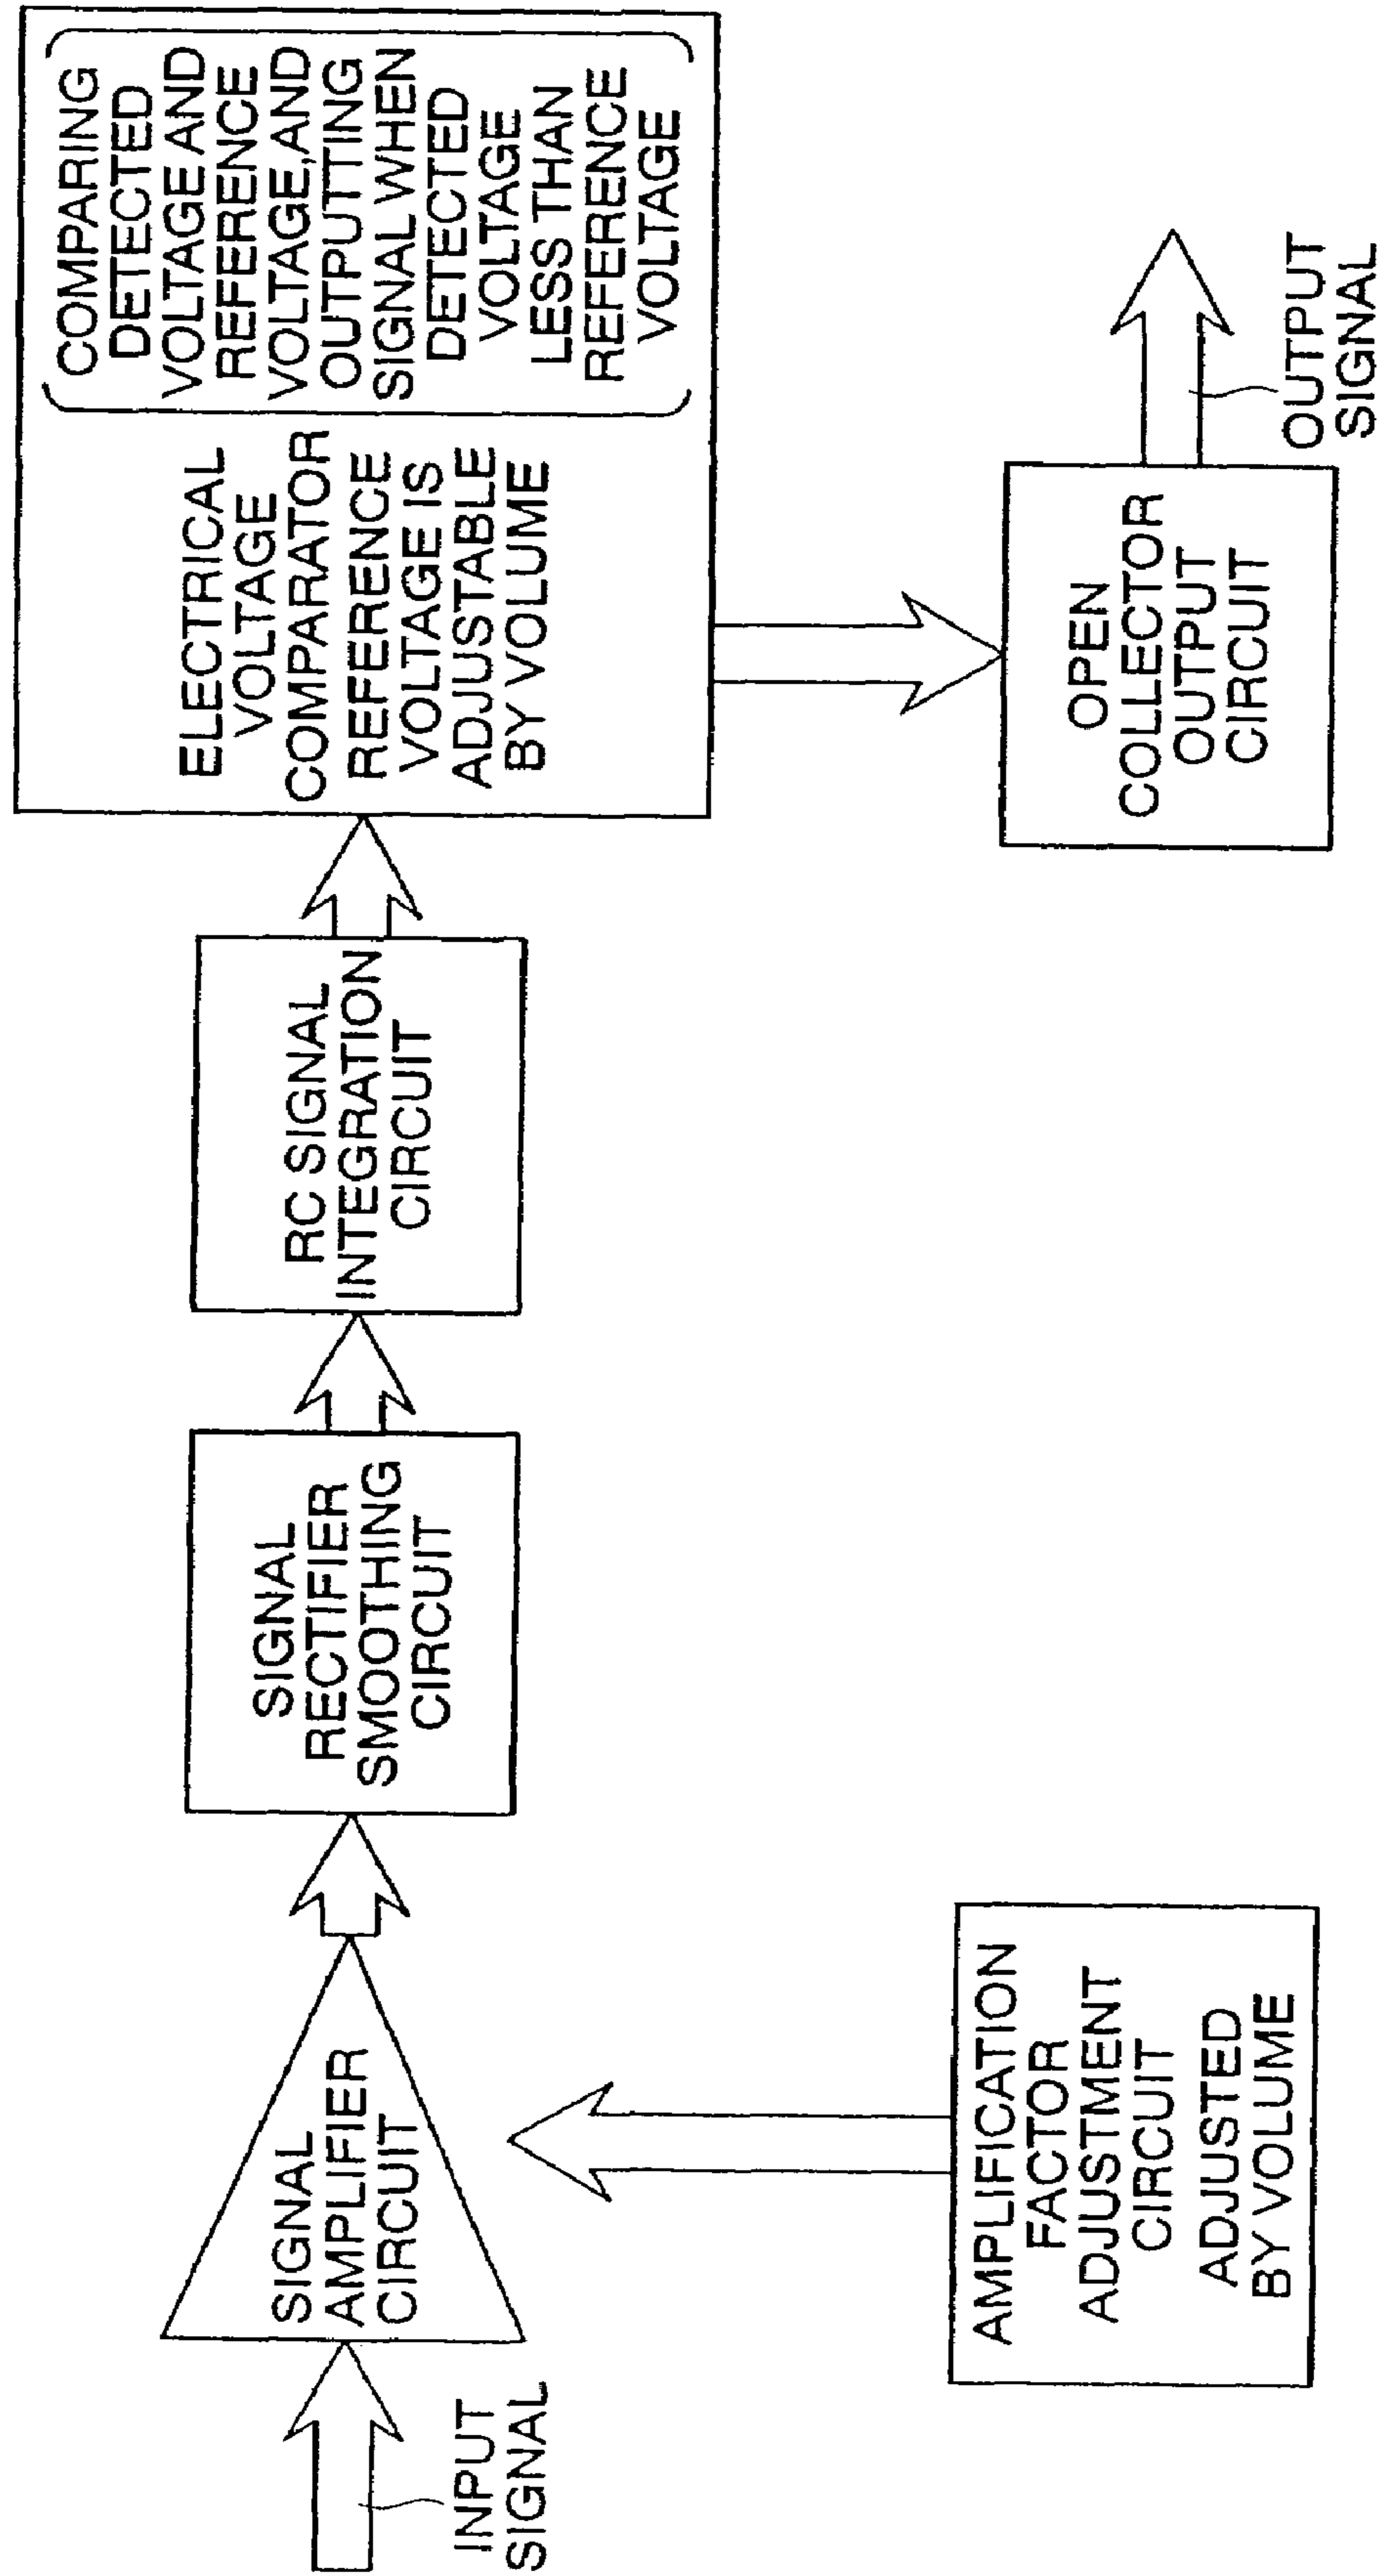 INPUT
SIGNAL
SIGNAL
AMPLIFIER
CIRCUIT
AMPLIFICATION
FACTOR
ADJUSTMENT
CIRCUIT
ADJUSTED
BY VOLUME
SIGNAL
RECTIFIER
SMOOTHING
CIRCUIT
RC SIGNAL
INTEGRATION
CIRCUIT
ELECTRICAL
VOLTAGE
COMPARATOR
REFERENCE
VOLTAGE IS
ADJUSTABLE
BY VOLUME
COMPARING
DETECTED
VOLTAGE AND
REFERENCE
VOLTAGE, AND
OUTPUTTING
SIGNAL WHEN
DETECTED
VOLTAGE
LESS THAN
REFERENCE
VOLTAGE
OPEN
COLLECTOR
OUTPUT
CIRCUIT
OUTPUT
SIGNAL